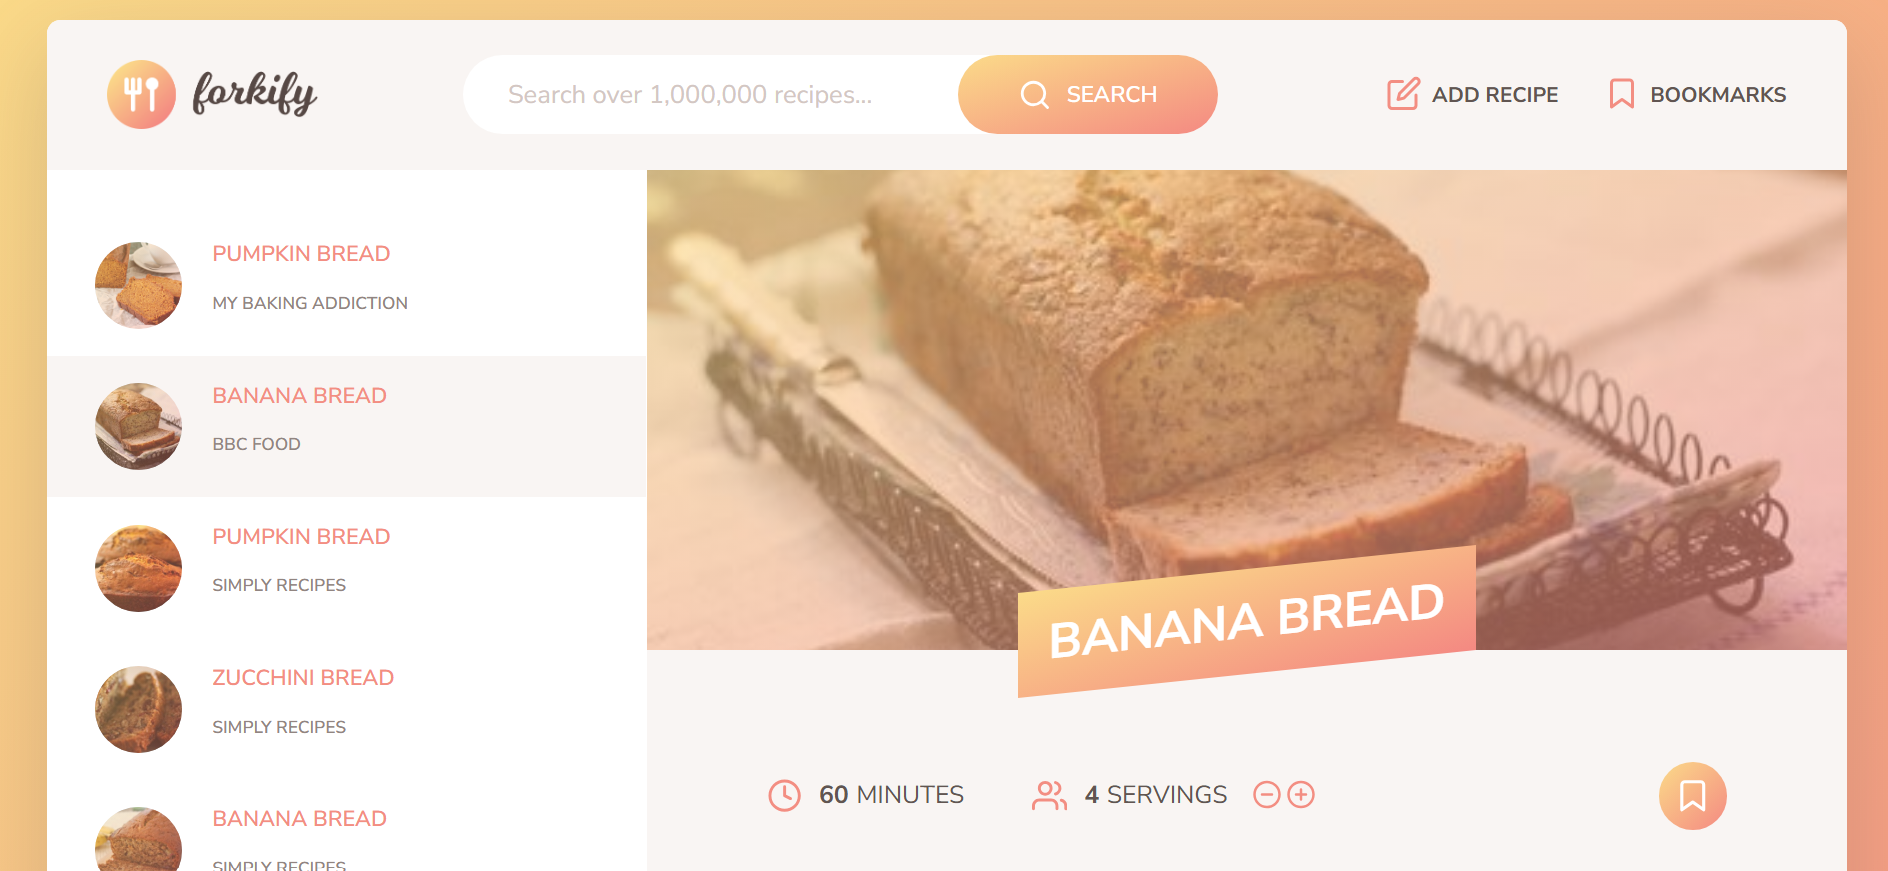 forkify
Search over 1,000,000 recipes...
SEARCH
ADD RECIPE
BOOKMARKS
PUMPKIN BREAD
MY BAKING ADDICTION
BANANA BREAD
BBC FOOD
PUMPKIN BREAD
SIMPLY RECIPES
ZUCCHINI BREAD
SIMPLY RECIPES
BANANA BREAD
SIMPLY RECIPES
BANANA BREAD
60 MINUTES
4 SERVINGS